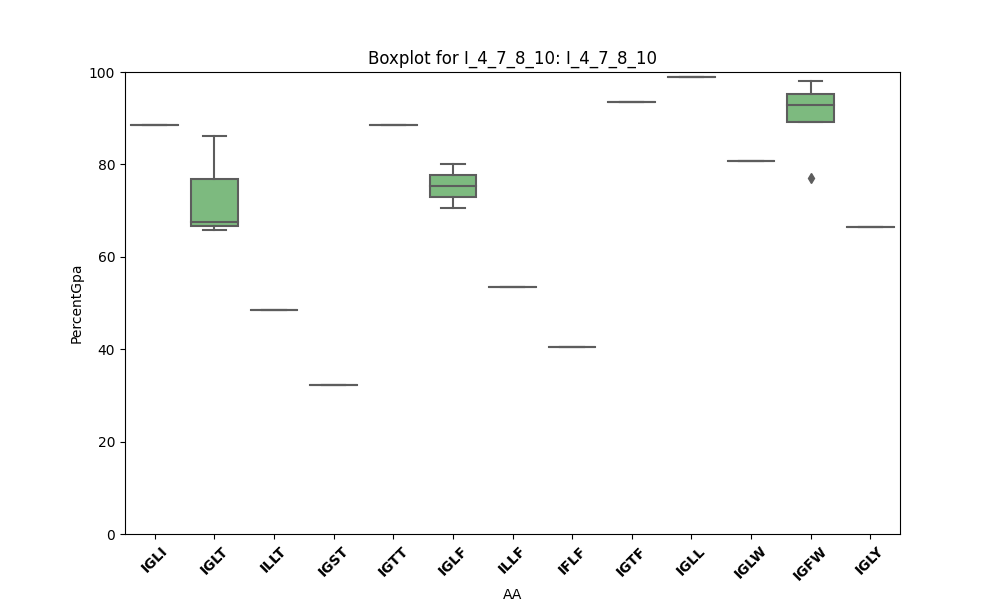 Boxplot for I_4_7_8_10: I_4_7_8_10
100
80
60
40
20
0
PercentGpa
IGLI IGLT ILLT IGST IGTT IGLF ILLF IFLF IGTF IGLL IGLW IGFW IGLY
AA